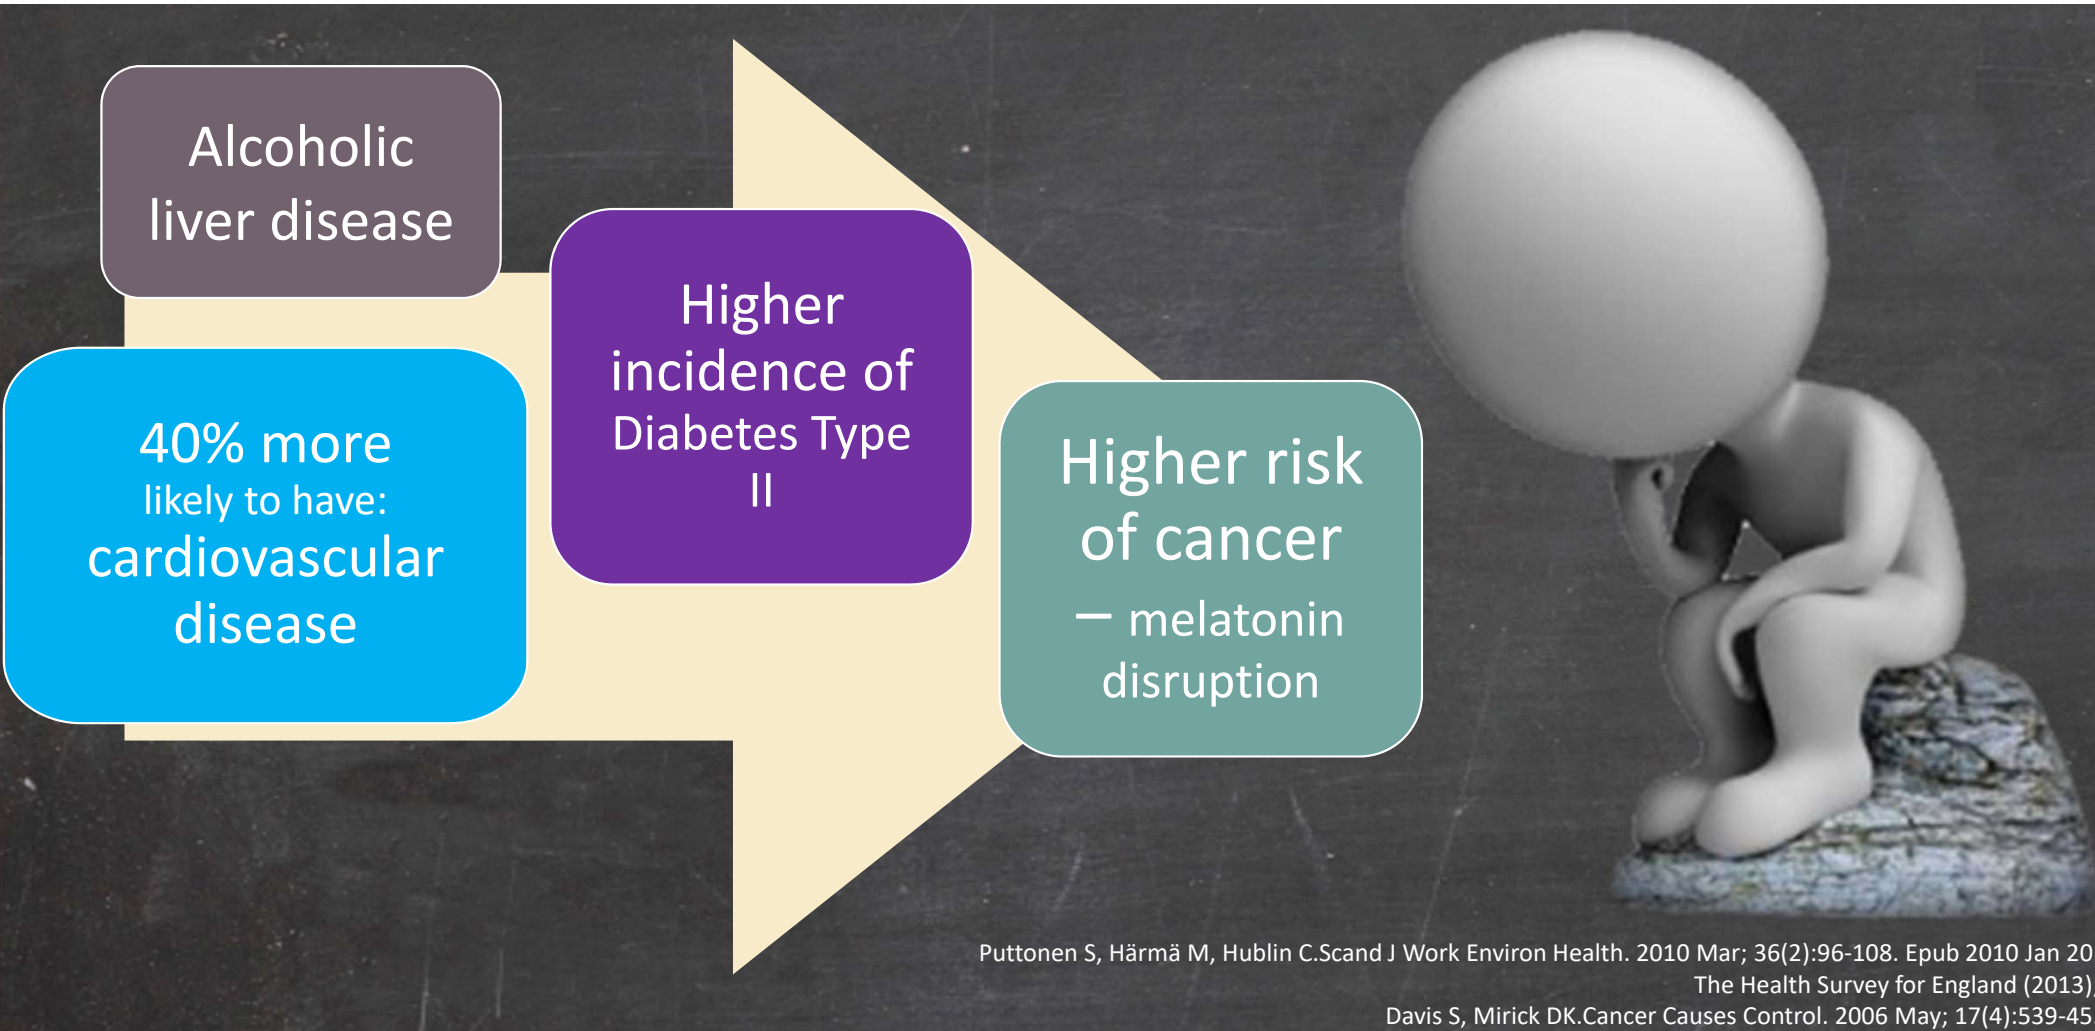 Alcoholic
liver disease
40% more
likely to have:
cardiovascular
disease
Higher
incidence of
Diabetes Type
II
Higher risk
of cancer
– melatonin
disruption
Puttonen S, Härmä M, Hublin C.Scand J Work Environ Health. 2010 Mar; 36(2):96-108. Epub 2010 Jan 20
The Health Survey for England (2013),
Davis S, Mirick DK.Cancer Causes Control. 2006 May; 17(4):539-45